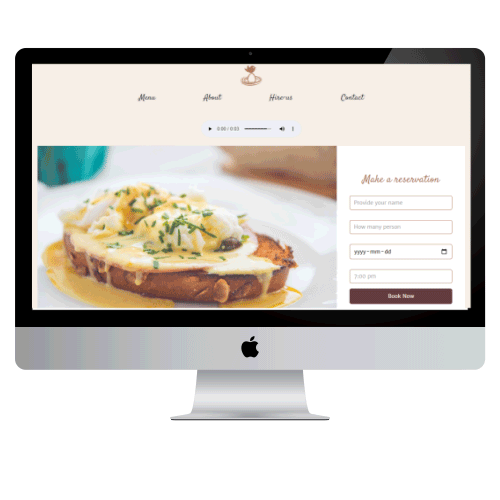 Menu About Hire-us Contact
0:00 / 0:03
Make a reservation
Provide your name
How many person
yyyy-mm-dd
7:00 pm
Book Now